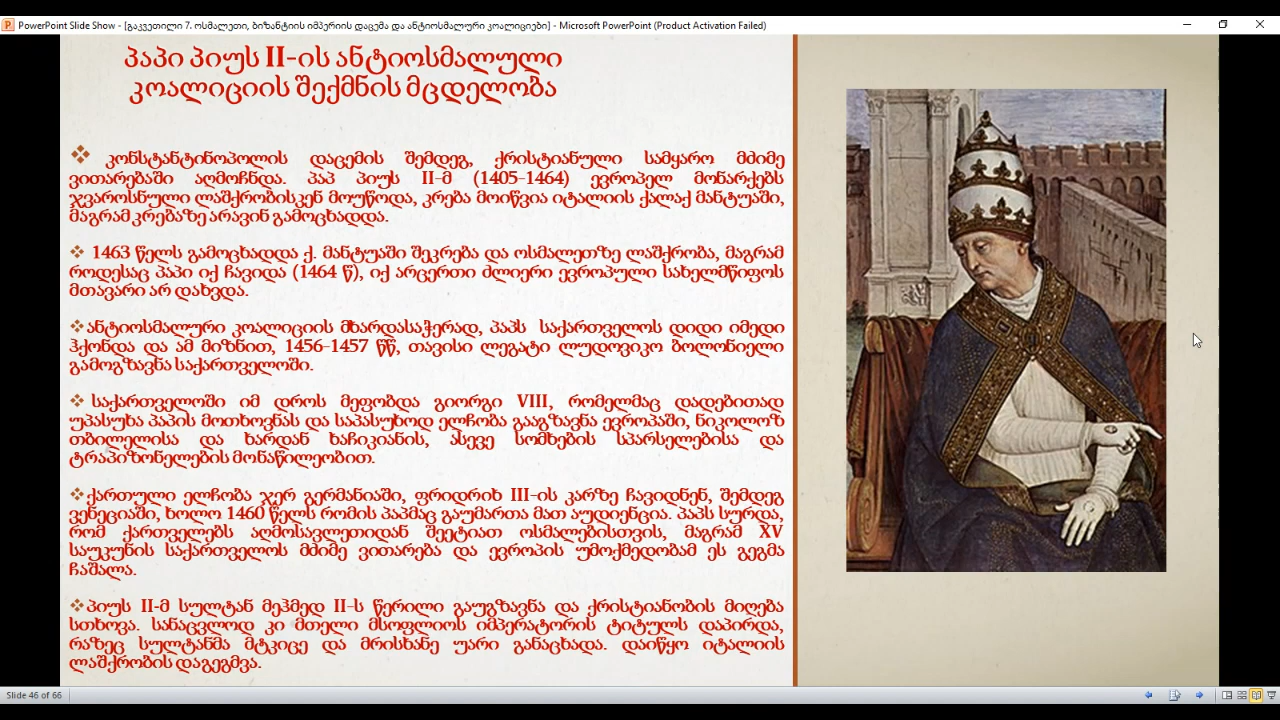 PowerPoint Slide Show - [გაკვეთილი 7. ოსმალეთი, ბიზანტიის იმპერიის დაცემა და ანტიოსმალური კოალიციები] - Microsoft PowerPoint (Product Activation Failed)
პაპი პიუს II-ის ანტიოსმალური
კოალიციის შექმნის მცდელობა
❖ კონსტანტინოპოლის დაცემის შემდეგ, ქრისტიანული სამყარო მძიმე
ვითარებაში აღმოჩნდა. პაპ პიუს II-მ (1405-1464) ევროპელ მონარქებს
ჯვაროსნული ლაშქრობისკენ მოუწოდა, კრება მოიწვია იტალიის ქალაქ მანტუაში,
მაგრამ კრებაზე არავინ გამოცხადდა.
❖ 1463 წელს გამოცხადდა ქ. მანტუაში შეკრება და ოსმალეთზე ლაშქრობა, მაგრამ
როდესაც პაპი იქ ჩავიდა (1464 წ), იქ არცერთი ძლიერი ევროპული სახელმწიფოს
მთავარი არ დახვდა.
❖ანტიოსმალური კოალიციის მხარდასაჭერად, პაპს საქართველოს დიდი იმედი
ჰქონდა და ამ მიზნით, 1456-1457 წწ, თავისი ლეგატი ლუდოვიკო ბოლონიელი
გამოგზავნა საქართველოში.
❖ საქართველოში იმ დროს მეფობდა გიორგი VIII, რომელმაც დადებითად
უპასუხა პაპის მოთხოვნას და საპასუხოდ ელჩობა გააგზავნა ევროპაში, ნიკოლოზ
თბილელისა და ხარდან ხაჩიკიანის, ასევე სომხების სპარსელებისა და
ტრაპიზონელების მონაწილეობით.
❖ქართული ელჩობა ჯერ გერმანიაში, ფრიდრიხ III-ის კარზე ჩავიდნენ, შემდეგ
ვენეციაში, ხოლო 1460 წელს რომის პაპმაც გაუმართა მათ აუდიენცია. პაპს სურდა,
რომ ქართველებს აღმოსავლეთიდან შეეტიათ ოსმალებისთვის, მაგრამ XV
საუკუნის საქართველოს მძიმე ვითარება და ევროპის უმოქმედობამ ეს გეგმა
ჩაშალა.
❖პიუს II-მ სულტან მეჰმედ II-ს წერილი გაუგზავნა და ქრისტიანობის მიღება
სთხოვა. სანაცვლოდ კი მთელი მსოფლიოს იმპერატორის ტიტულს დაპირდა,
რაზეც სულტანმა მტკიცე და მრისხანე უარი განაცხადა. დაიწყო იტალიის
ლაშქრობის დაგეგმვა.
Slide 46 of 66